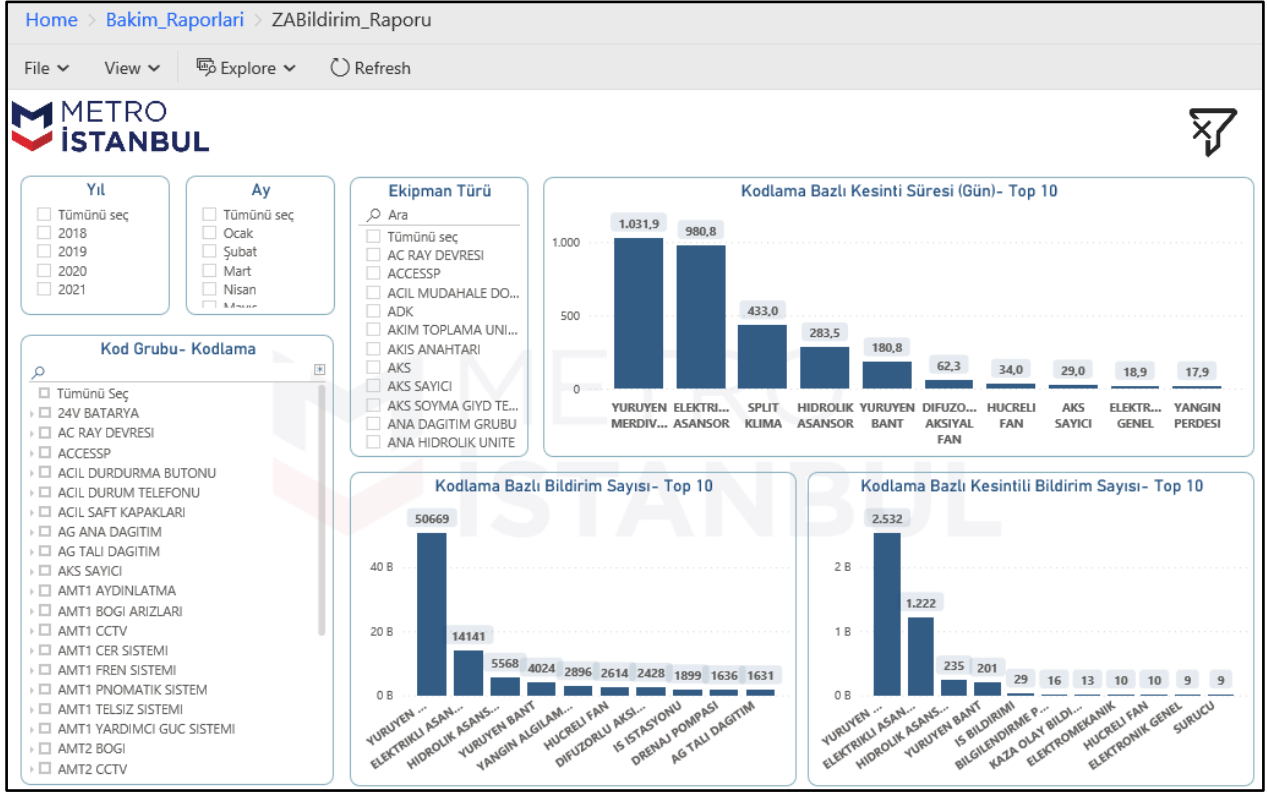 Home > Bakim_Raporlari > ZABildirim_Raporu
File View Explore Refresh
METRO
İSTANBUL
Yıl
Tümünü seç
2018
2019
2020
2021
Ay
Tümünü seç
Ocak
Şubat
Mart
Nisan
Mayıs
Ekipman Türü
Ara
Tümünü seç
AC RAY DEVRESI
ACCESSP
ACIL MUDAHALE DO...
ADK
AKIM TOPLAMA UNI...
AKIS ANAHTARI
AKS
AKS SAYICI
AKS SOYMA GIYD TE...
ANA DAGITIM GRUBU
ANA HIDROLIK UNITE
Kodlama Bazlı Kesinti Süresi (Gün)- Top 10
1.000
500
0
1.031,9
980,8
433,0
283,5
180,8
62,3
34,0
29,0
18,9
17,9
YURUYEN MERDIV...
ELEKTRI... ASANSOR
SPLIT KLIMA
HIDROLIK ASANSOR
YURUYEN BANT
DIFUZO... AKSIYAL FAN
HUCRELI FAN
AKS SAYICI
ELEKTR... GENEL
YANGIN PERDESI
Kod Grubu- Kodlama
Tümünü Seç
24V BATARYA
AC RAY DEVRESI
ACCESSP
ACIL DURDURMA BUTONU
ACIL DURUM TELEFONU
ACIL SAFT KAPAKLARI
AG ANA DAGITIM
AG TALI DAGITIM
AKS SAYICI
AMT1 AYDINLATMA
AMT1 BOGI ARIZLARI
AMT1 CCTV
AMT1 CER SISTEMI
AMT1 FREN SISTEMI
AMT1 PNOMATIK SISTEM
AMT1 TELSIZ SISTEMI
AMT1 YARDIMCI GUC SISTEMI
AMT2 BOGI
AMT2 CCTV
Kodlama Bazlı Bildirim Sayısı- Top 10
40 B
20 B
0 B
50669
14141
5568
4024
2896
2614
2428
1899
1636
1631
YURUYEN ...
ELEKTRIKLI ASAN...
HIDROLIK ASANS...
YURUYEN BANT
YANGIN ALGILAM...
HUCRELI FAN
DIFUZORLU AKSI...
IS ISTASYONU
DRENAJ POMPASI
AG TALI DAGITIM
Kodlama Bazlı Kesintili Bildirim Sayısı- Top 10
2 B
1 B
0 B
2.532
1.222
235
201
29
16
13
10
10
9
9
YURUYEN ...
ELEKTRIKLI ASAN...
HIDROLIK ASANS...
YURUYEN BANT
IS BILDIRIMI
BILGILENDIRME P...
KAZA OLAY BILDI...
ELEKTROMEKANIK
HUCRELI FAN
ELEKTRONIK GENEL
SURUCU
METRO
İSTANBUL